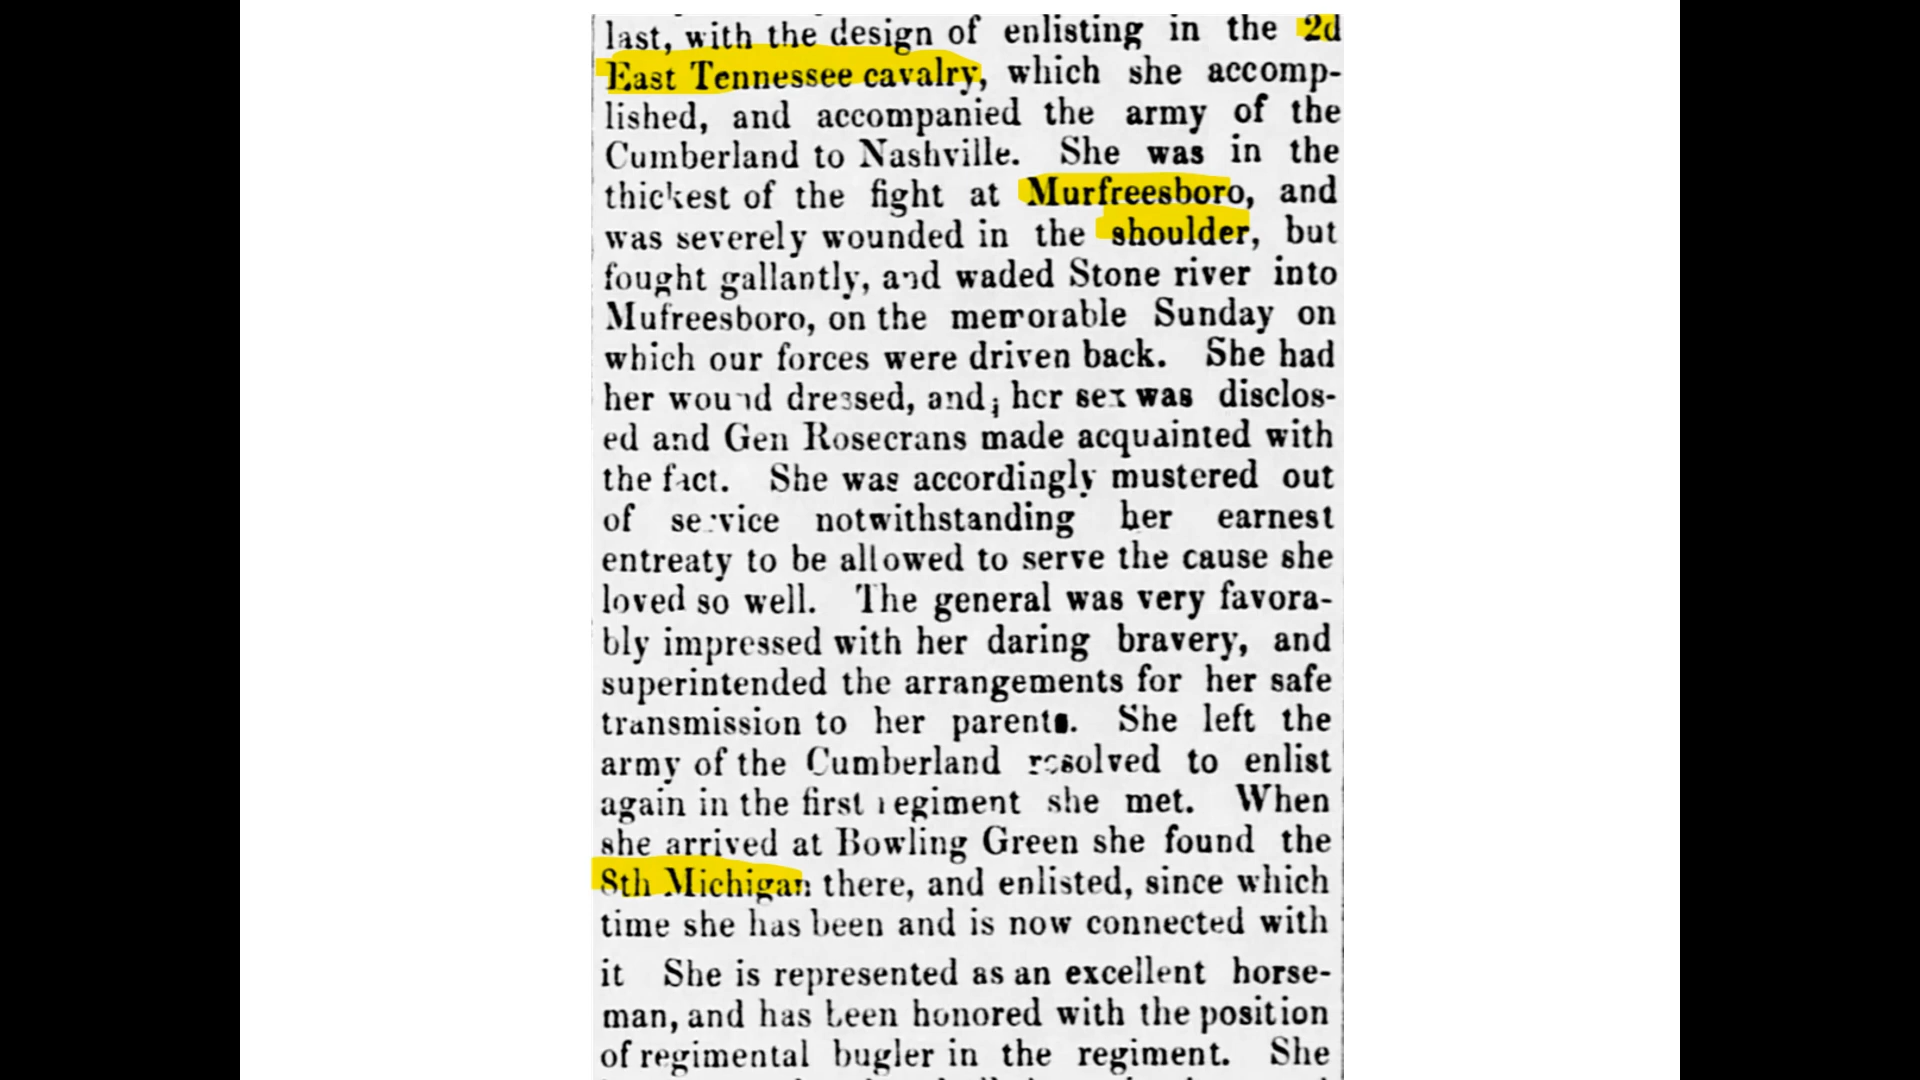 last, with the design of enlisting in the 2d
East Tennessee cavalry, which she accomp-
lished, and accompanied the army of the
Cumberland to Nashville. She was in the
thickest of the fight at Murfreesboro, and
was severely wounded in the shoulder, but
fought gallantly, and waded Stone river into
Mufreesboro, on the memorable Sunday on
which our forces were driven back. She had
her wound dressed, and; her sex was disclos-
ed and Gen Rosecrans made acquainted with
the fact. She was accordingly mustered out
of service notwithstanding her earnest
entreaty to be allowed to serve the cause she
loved so well. The general was very favora-
bly impressed with her daring bravery, and
superintended the arrangements for her safe
transmission to her parents. She left the
army of the Cumberland resolved to enlist
again in the first regiment she met. When
she arrived at Bowling Green she found the
8th Michigan there, and enlisted, since which
time she has been and is now connected with
it She is represented as an excellent horse-
man, and has been honored with the position
of regimental bugler in the regiment. She